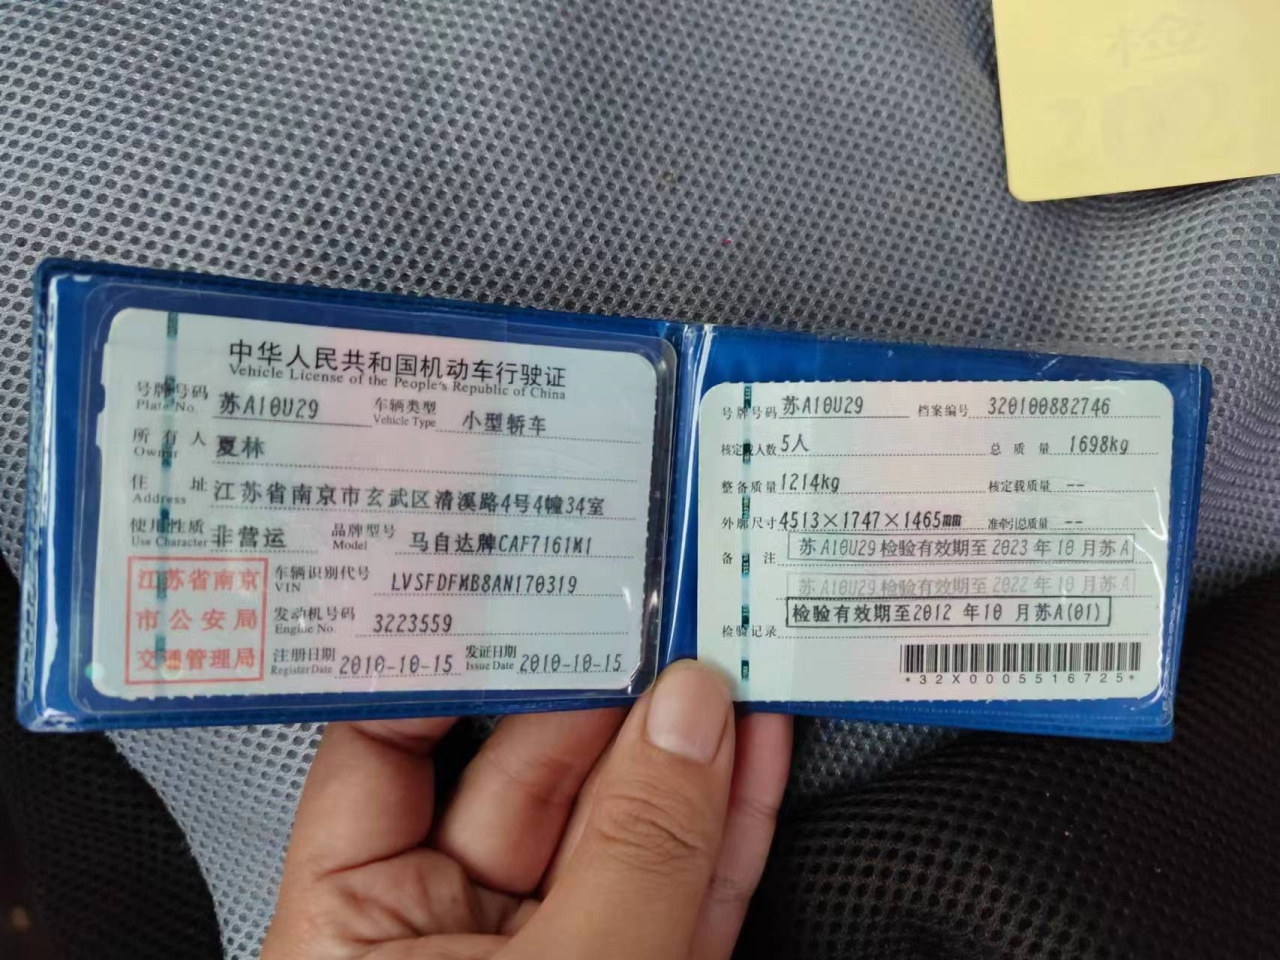 检
2002
中华人民共和国机动车行驶证
Vehicle License of the People's Republic of China
号牌号码 苏A10U29 车辆类型 小型轿车
Plate No. Vehicle Type
所有人 夏林
Owner
住址 江苏省南京市玄武区清溪路4号4幢34室
Address
使用性质 非营运 品牌型号 马自达牌CAF7161M1
Use Character Model
江苏省南京
市公安局
交通管理局
车辆识别代号 LVSFDFMB8AN170319
VIN
发动机号码 3223559
Engine No.
注册日期 2010-10-15 发证日期 2010-10-15
Register Date Issue Date
号牌号码 苏A10U29 档案编号 320100882746
核定载人数 5人 总质量 1698kg
整备质量 1214kg 核定载质量 --
外廓尺寸 4513×1747×1465mm 准牵引总质量 --
备注 苏A10U29检验有效期至2023年10月苏A
苏A10U29检验有效期至2022年10月苏A
检验有效期至2012年10月苏A(01)
检验记录
*32X0005516725*